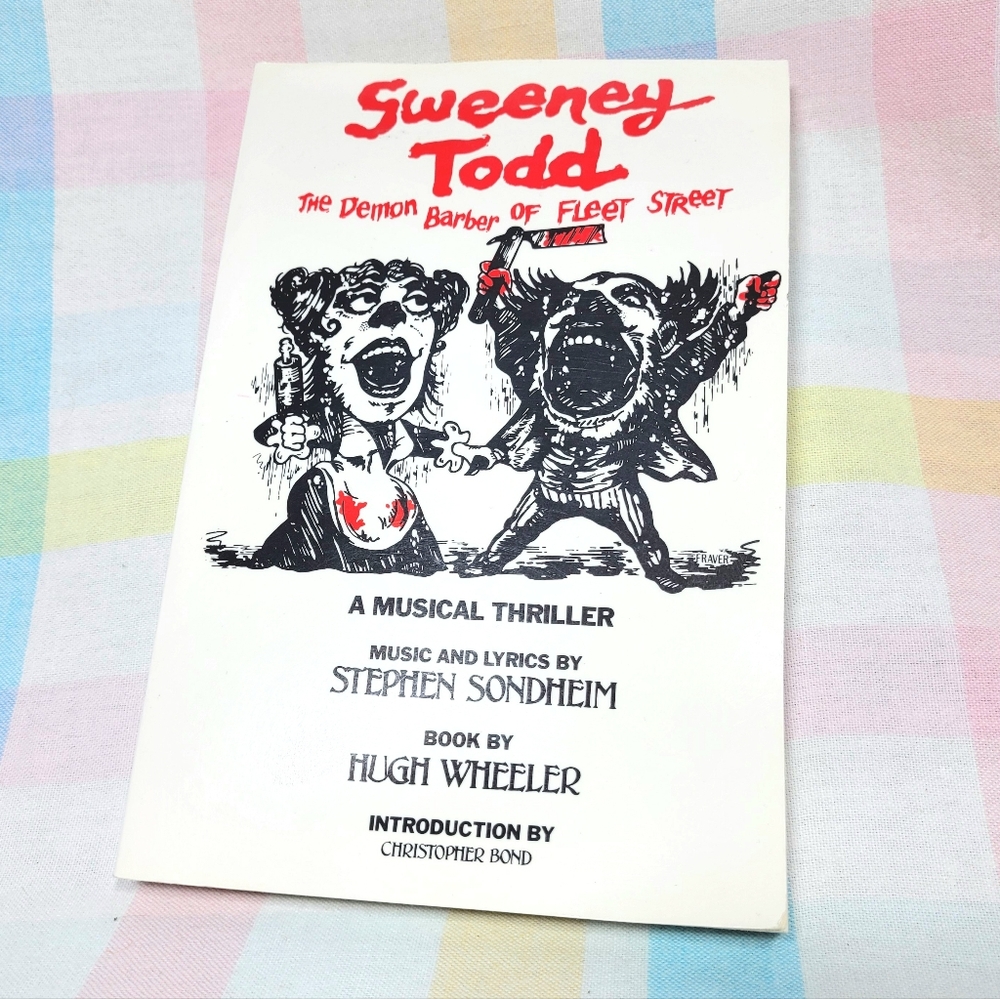 Sweeney
Todd
THE Demon Barber OF FLEET STREET
FRAVER
A MUSICAL THRILLER
MUSIC AND LYRICS BY
STEPHEN SONDHEIM
BOOK BY
HUGH WHEELER
INTRODUCTION BY
CHRISTOPHER BOND